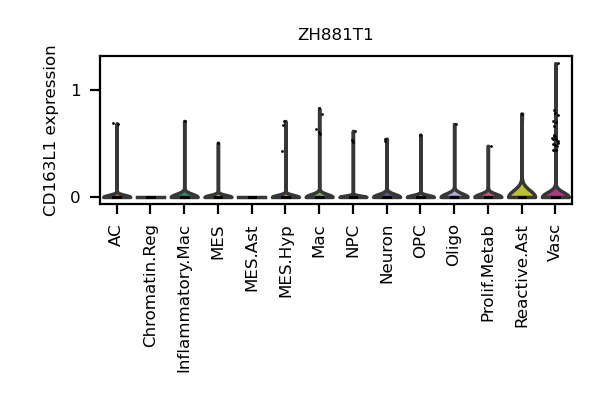 ZH881T1
CD163L1 expression
1
0
AC
Chromatin.Reg
Inflammatory.Mac
MES
MES.Ast
MES.Hyp
Mac
NPC
Neuron
OPC
Oligo
Prolif.Metab
Reactive.Ast
Vasc